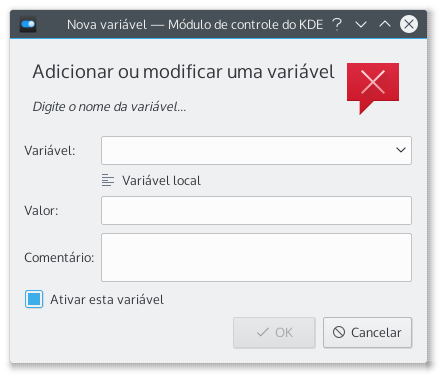 Nova variável — Módulo de controle do KDE ?
Adicionar ou modificar uma variável
Digite o nome da variável...
Variável:
Variável local
Valor:
Comentário:
Ativar esta variável
OK
Cancelar